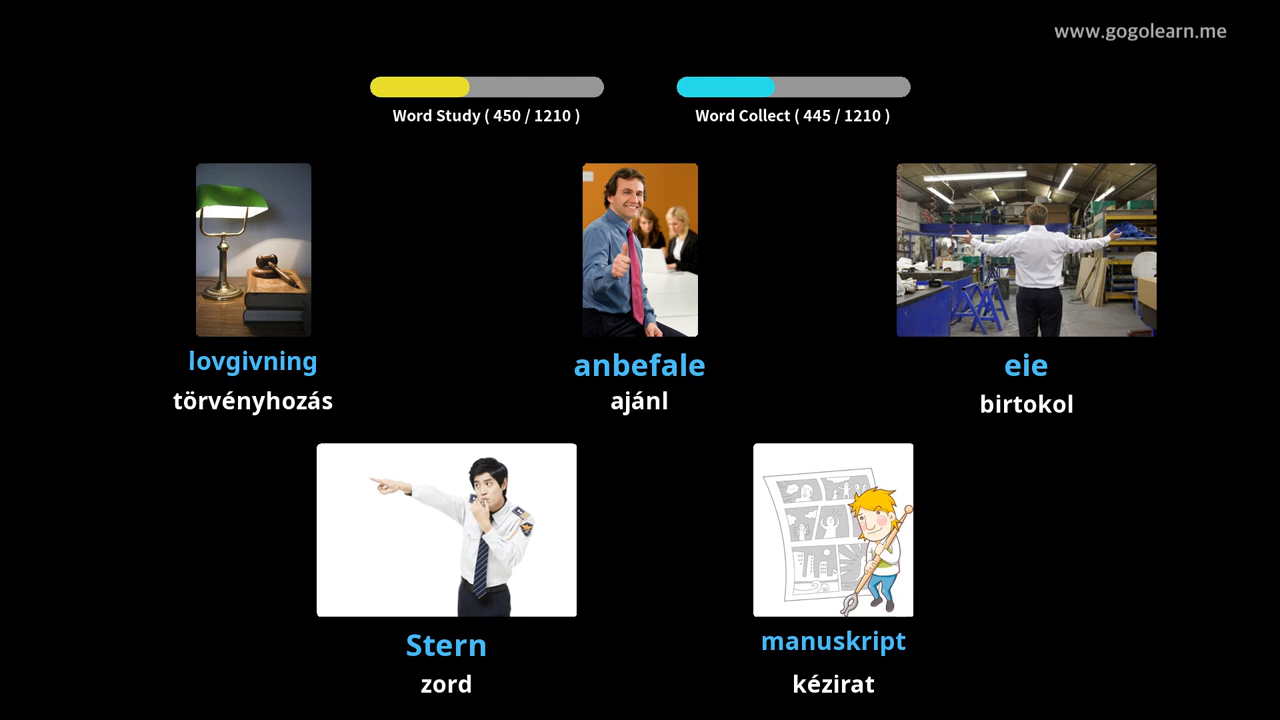 www.gogolearn.me
Word Study ( 450 / 1210 )
Word Collect ( 445 / 1210 )
lovgivning
törvényhozás
anbefale
ajánl
eie
birtokol
Stern
zord
manuskript
kézirat